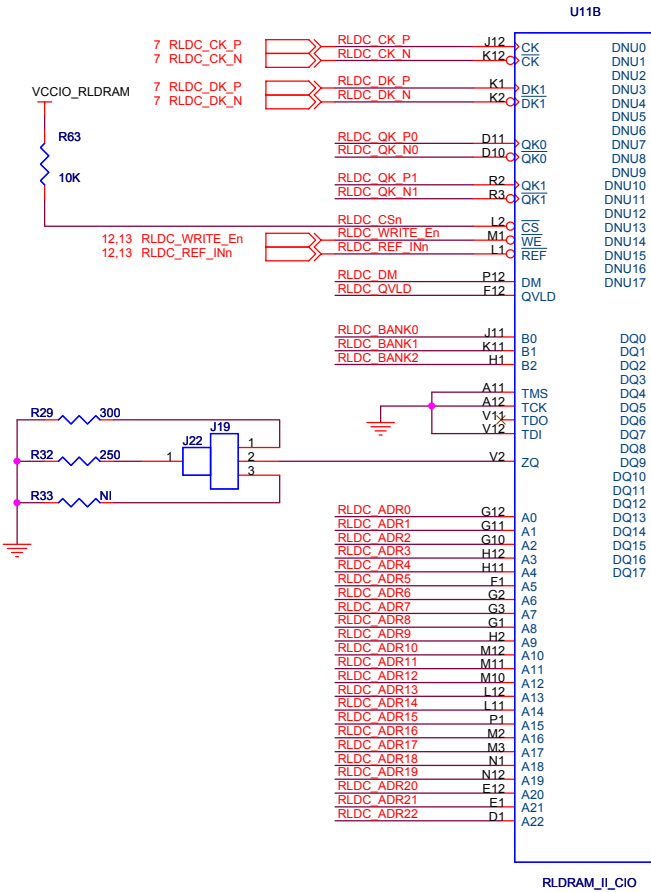 U11B
7 RLDC_CK_P RLDC_CK_P J12 CK DNU0
7 RLDC_CK_N RLDC_CK_N K12 CK DNU1
DNU2
VCCIO_RLDRAM 7 RLDC_DK_P RLDC_DK_P K1 DK1 DNU3
7 RLDC_DK_N RLDC_DK_N K2 DK1 DNU4
DNU5
R63 DNU6
RLDC_QK_P0 D11 QK0 DNU7
RLDC_QK_N0 D10 QK0 DNU8
10K DNU9
RLDC_QK_P1 R2 QK1 DNU10
RLDC_QK_N1 R3 QK1 DNU11
DNU12
RLDC_CSn L2 CS DNU13
12,13 RLDC_WRITE_En RLDC_WRITE_En M1 WE DNU14
12,13 RLDC_REF_INn RLDC_REF_INn L1 REF DNU15
DNU16
RLDC_DM P12 DM DNU17
RLDC_QVLD F12 QVLD
RLDC_BANK0 J11 B0 DQ0
RLDC_BANK1 K11 B1 DQ1
RLDC_BANK2 H1 B2 DQ2
DQ3
A11 TMS DQ4
A12 TCK DQ5
R29 300 V11 TDO DQ6
J19 V12 TDI DQ7
J22 1 DQ8
R32 250 1 2 V2 ZQ DQ9
3 DQ10
R33 NI DQ11
RLDC_ADR0 G12 A0 DQ12
RLDC_ADR1 G11 A1 DQ13
RLDC_ADR2 G10 A2 DQ14
RLDC_ADR3 H12 A3 DQ15
RLDC_ADR4 H11 A4 DQ16
RLDC_ADR5 F1 A5 DQ17
RLDC_ADR6 G2 A6
RLDC_ADR7 G3 A7
RLDC_ADR8 G1 A8
RLDC_ADR9 H2 A9
RLDC_ADR10 M12 A10
RLDC_ADR11 M11 A11
RLDC_ADR12 M10 A12
RLDC_ADR13 L12 A13
RLDC_ADR14 L11 A14
RLDC_ADR15 P1 A15
RLDC_ADR16 M2 A16
RLDC_ADR17 M3 A17
RLDC_ADR18 N1 A18
RLDC_ADR19 N12 A19
RLDC_ADR20 E12 A20
RLDC_ADR21 E1 A21
RLDC_ADR22 D1 A22
RLDRAM_II_CIO